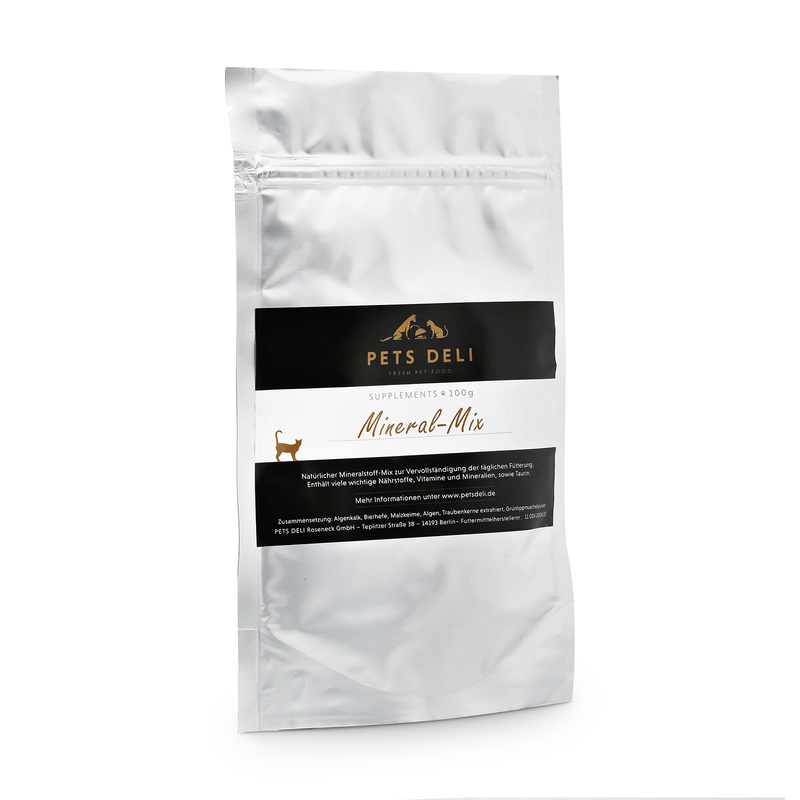 PETS DELI
FRESH PET FOOD
SUPPLEMENTS 100g
Mineral-Mix
Natürlicher Mineralstoff-Mix zur Vervollständigung der täglichen Fütterung.
Enthält viele wichtige Nährstoffe, Vitamine und Mineralien, sowie Taurin.
Mehr Informationen unter www.petsdeli.de
Zusammensetzung: Algenkalk, Bierhefe, Malzkeime, Algen, Traubenkerne extrahiert, Grünlippmuschelpulver
PETS DELI Roseneck GmbH - Teplitzer Straße 38 - 14193 Berlin- Futtermittelherstellernr.: